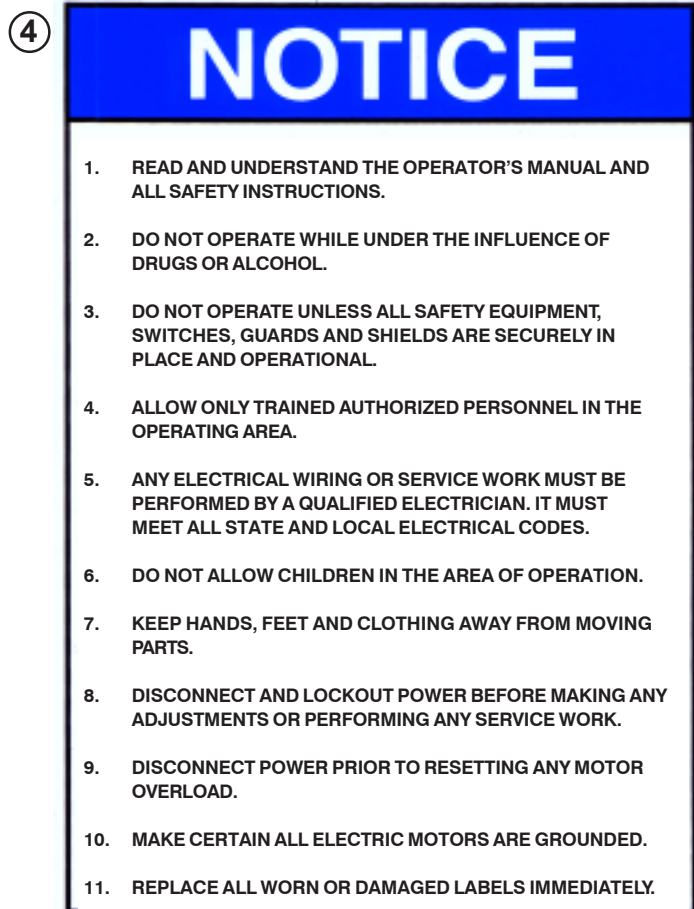 4
NOTICE
1. READ AND UNDERSTAND THE OPERATOR'S MANUAL AND
ALL SAFETY INSTRUCTIONS.
2. DO NOT OPERATE WHILE UNDER THE INFLUENCE OF
DRUGS OR ALCOHOL.
3. DO NOT OPERATE UNLESS ALL SAFETY EQUIPMENT,
SWITCHES, GUARDS AND SHIELDS ARE SECURELY IN
PLACE AND OPERATIONAL.
4. ALLOW ONLY TRAINED AUTHORIZED PERSONNEL IN THE
OPERATING AREA.
5. ANY ELECTRICAL WIRING OR SERVICE WORK MUST BE
PERFORMED BY A QUALIFIED ELECTRICIAN. IT MUST
MEET ALL STATE AND LOCAL ELECTRICAL CODES.
6. DO NOT ALLOW CHILDREN IN THE AREA OF OPERATION.
7. KEEP HANDS, FEET AND CLOTHING AWAY FROM MOVING
PARTS.
8. DISCONNECT AND LOCKOUT POWER BEFORE MAKING ANY
ADJUSTMENTS OR PERFORMING ANY SERVICE WORK.
9. DISCONNECT POWER PRIOR TO RESETTING ANY MOTOR
OVERLOAD.
10. MAKE CERTAIN ALL ELECTRIC MOTORS ARE GROUNDED.
11. REPLACE ALL WORN OR DAMAGED LABELS IMMEDIATELY.